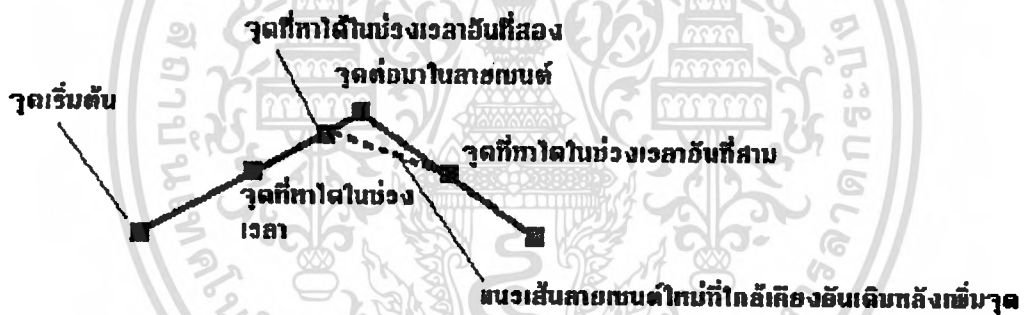 จุดที่หาได้ในช่วงเวลาอันที่สอง
จุดต่อมาในลายเซนต์
จุดเริ่มต้น
จุดที่หาได้ในช่วงเวลาอันที่สาม
จุดที่หาได้ในช่วง
เวลา
แนวเส้นลายเซนต์ใหม่ที่ใกล้เคียงอันเดิมหลังเพิ่มจุด